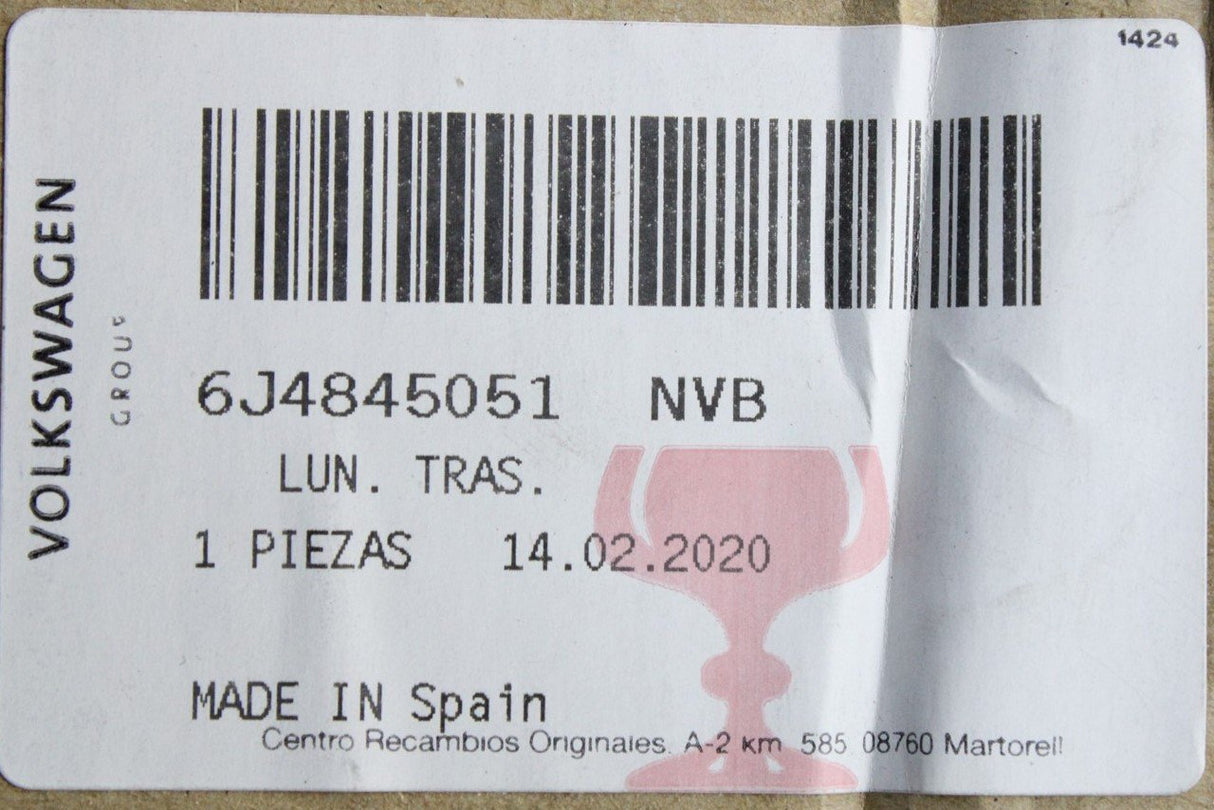 1424
VOLKSWAGEN
GROUP
6J4845051 NVB
LUN. TRAS.
1 PIEZAS 14.02.2020
MADE IN Spain
Centro Recambios Originales. A-2 km 585 08760 Martorell